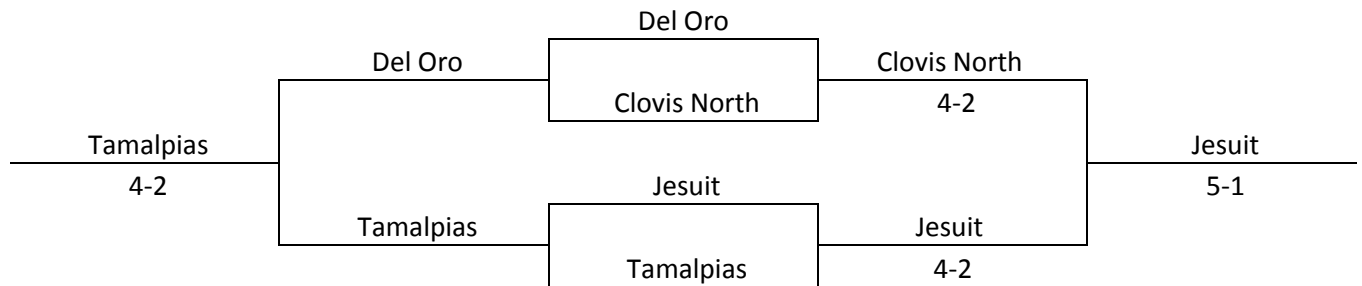 Del Oro
Del Oro Clovis North
Clovis North 4-2
Tamalpias Jesuit
4-2 Jesuit 5-1
Tamalpias Jesuit
Tamalpias 4-2